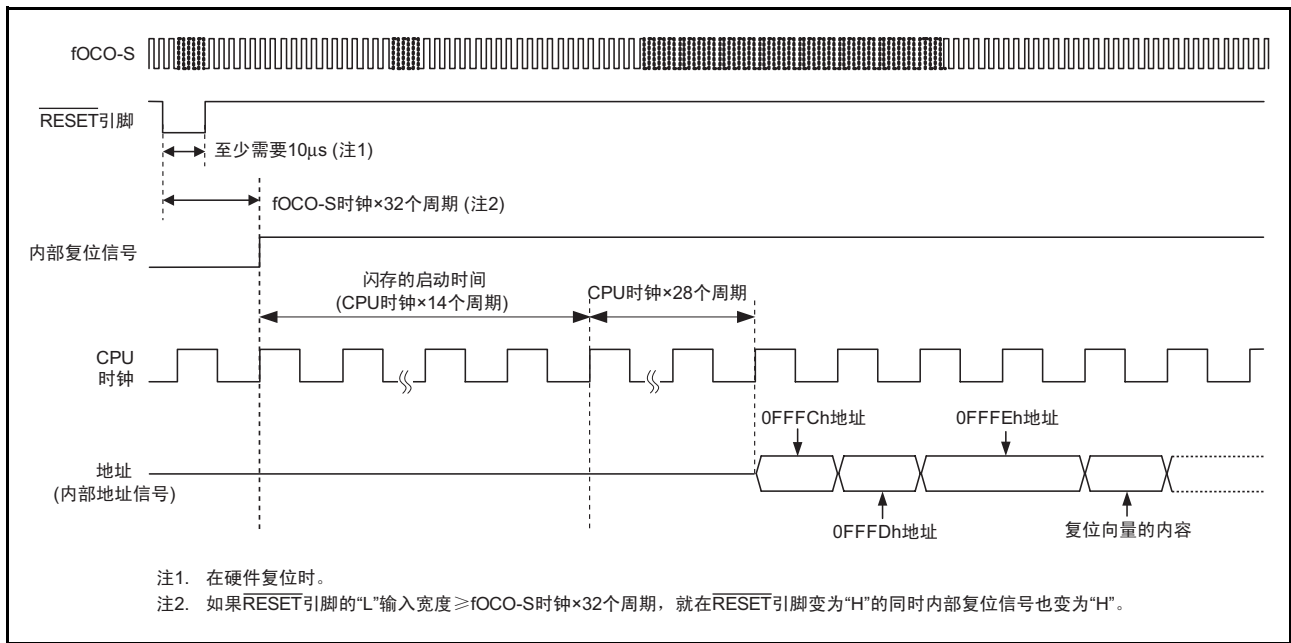 fOCO-S
RESET引脚
至少需要10μs (注1)
fOCO-S时钟×32个周期 (注2)
内部复位信号
闪存的启动时间
(CPU时钟×14个周期)
CPU时钟×28个周期
CPU
时钟
0FFFCh地址
0FFFEh地址
地址
(内部地址信号)
0FFFDh地址
复位向量的内容
注1. 在硬件复位时。
注2. 如果RESET引脚的“L”输入宽度≥fOCO-S时钟×32个周期，就在RESET引脚变为“H”的同时内部复位信号也变为“H”。